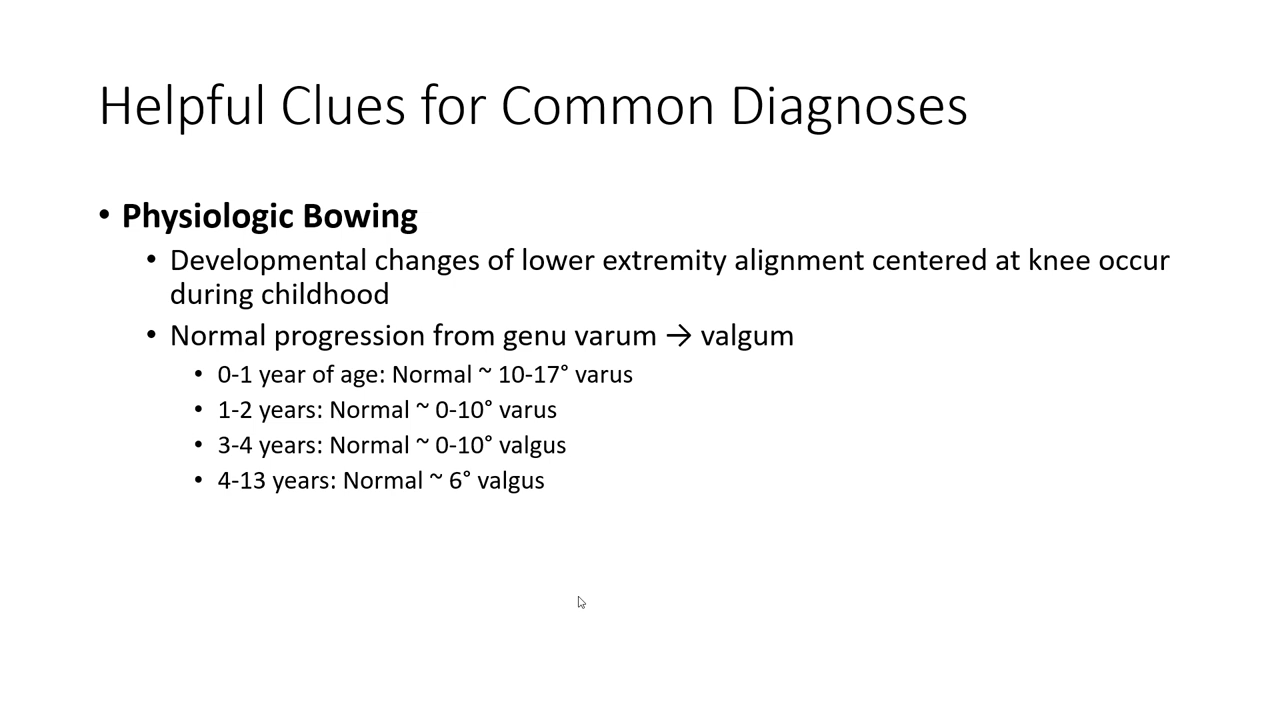 Helpful Clues for Common Diagnoses
• Physiologic Bowing
• Developmental changes of lower extremity alignment centered at knee occur
during childhood
• Normal progression from genu varum → valgum
• 0-1 year of age: Normal ~ 10-17° varus
• 1-2 years: Normal ~ 0-10° varus
• 3-4 years: Normal ~ 0-10° valgus
• 4-13 years: Normal ~ 6° valgus